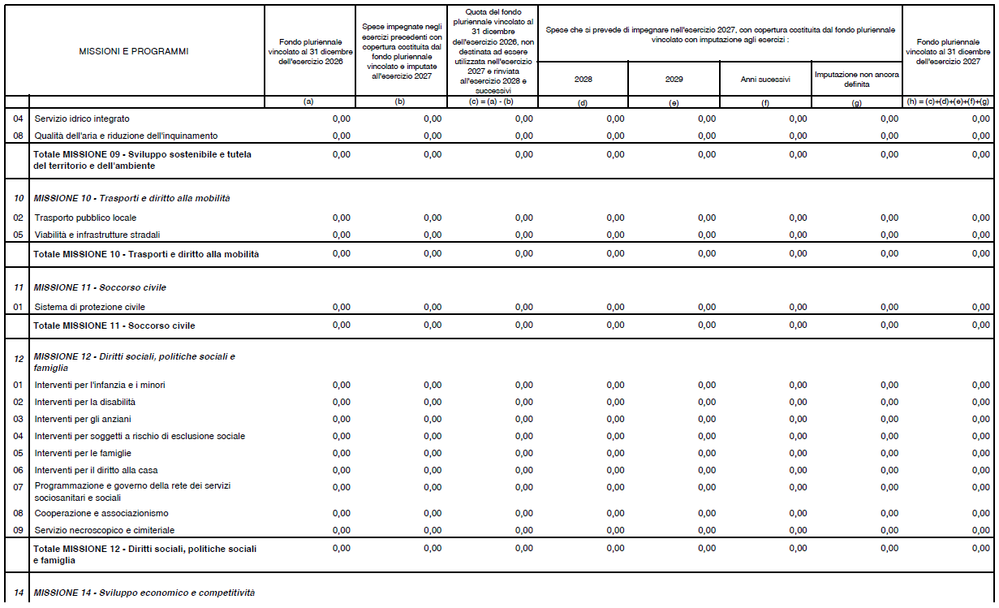 MISSIONI E PROGRAMMI
Fondo pluriennale
vincolato al 31 dicembre
dell'esercizio 2026
Spese impegnate negli
esercizi precedenti con
copertura costituita dal
fondo pluriennale
vincolato e imputate
all'esercizio 2027
Quota del fondo
pluriennale vincolato al
31 dicembre
dell'esercizio 2026, non
destinata ad essere
utilizzata nell'esercizio
2027 e rinviata
all'esercizio 2028 e
successivi
Spese che si prevede di impegnare nell'esercizio 2027, con copertura costituita dal fondo pluriennale
vincolato con imputazione agli esercizi :
2028
2029
Anni sucessivi
Imputazione non ancora
definita
Fondo pluriennale
vincolato al 31 dicembre
dell'esercizio 2027
(a) (b) (c) = (a) - (b) (d) (e) (f) (g) (h) = (c)+(d)+(e)+(f)+(g)
04 Servizio idrico integrato 0,00 0,00 0,00 0,00 0,00 0,00 0,00 0,00
08 Qualità dell'aria e riduzione dell'inquinamento 0,00 0,00 0,00 0,00 0,00 0,00 0,00 0,00
Totale MISSIONE 09 - Sviluppo sostenibile e tutela 0,00 0,00 0,00 0,00 0,00 0,00 0,00 0,00
del territorio e dell'ambiente
10 MISSIONE 10 - Trasporti e diritto alla mobilità
02 Trasporto pubblico locale 0,00 0,00 0,00 0,00 0,00 0,00 0,00 0,00
05 Viabilità e infrastrutture stradali 0,00 0,00 0,00 0,00 0,00 0,00 0,00 0,00
Totale MISSIONE 10 - Trasporti e diritto alla mobilità 0,00 0,00 0,00 0,00 0,00 0,00 0,00 0,00
11 MISSIONE 11 - Soccorso civile
01 Sistema di protezione civile 0,00 0,00 0,00 0,00 0,00 0,00 0,00 0,00
Totale MISSIONE 11 - Soccorso civile 0,00 0,00 0,00 0,00 0,00 0,00 0,00 0,00
12 MISSIONE 12 - Diritti sociali, politiche sociali e
famiglia
01 Interventi per l'infanzia e i minori 0,00 0,00 0,00 0,00 0,00 0,00 0,00 0,00
02 Interventi per la disabilità 0,00 0,00 0,00 0,00 0,00 0,00 0,00 0,00
03 Interventi per gli anziani 0,00 0,00 0,00 0,00 0,00 0,00 0,00 0,00
04 Interventi per soggetti a rischio di esclusione sociale 0,00 0,00 0,00 0,00 0,00 0,00 0,00 0,00
05 Interventi per le famiglie 0,00 0,00 0,00 0,00 0,00 0,00 0,00 0,00
06 Interventi per il diritto alla casa 0,00 0,00 0,00 0,00 0,00 0,00 0,00 0,00
07 Programmazione e governo della rete dei servizi 0,00 0,00 0,00 0,00 0,00 0,00 0,00 0,00
sociosanitari e sociali
08 Cooperazione e associazionismo 0,00 0,00 0,00 0,00 0,00 0,00 0,00 0,00
09 Servizio necroscopico e cimiteriale 0,00 0,00 0,00 0,00 0,00 0,00 0,00 0,00
Totale MISSIONE 12 - Diritti sociali, politiche sociali 0,00 0,00 0,00 0,00 0,00 0,00 0,00 0,00
e famiglia
14 MISSIONE 14 - Sviluppo economico e competitività